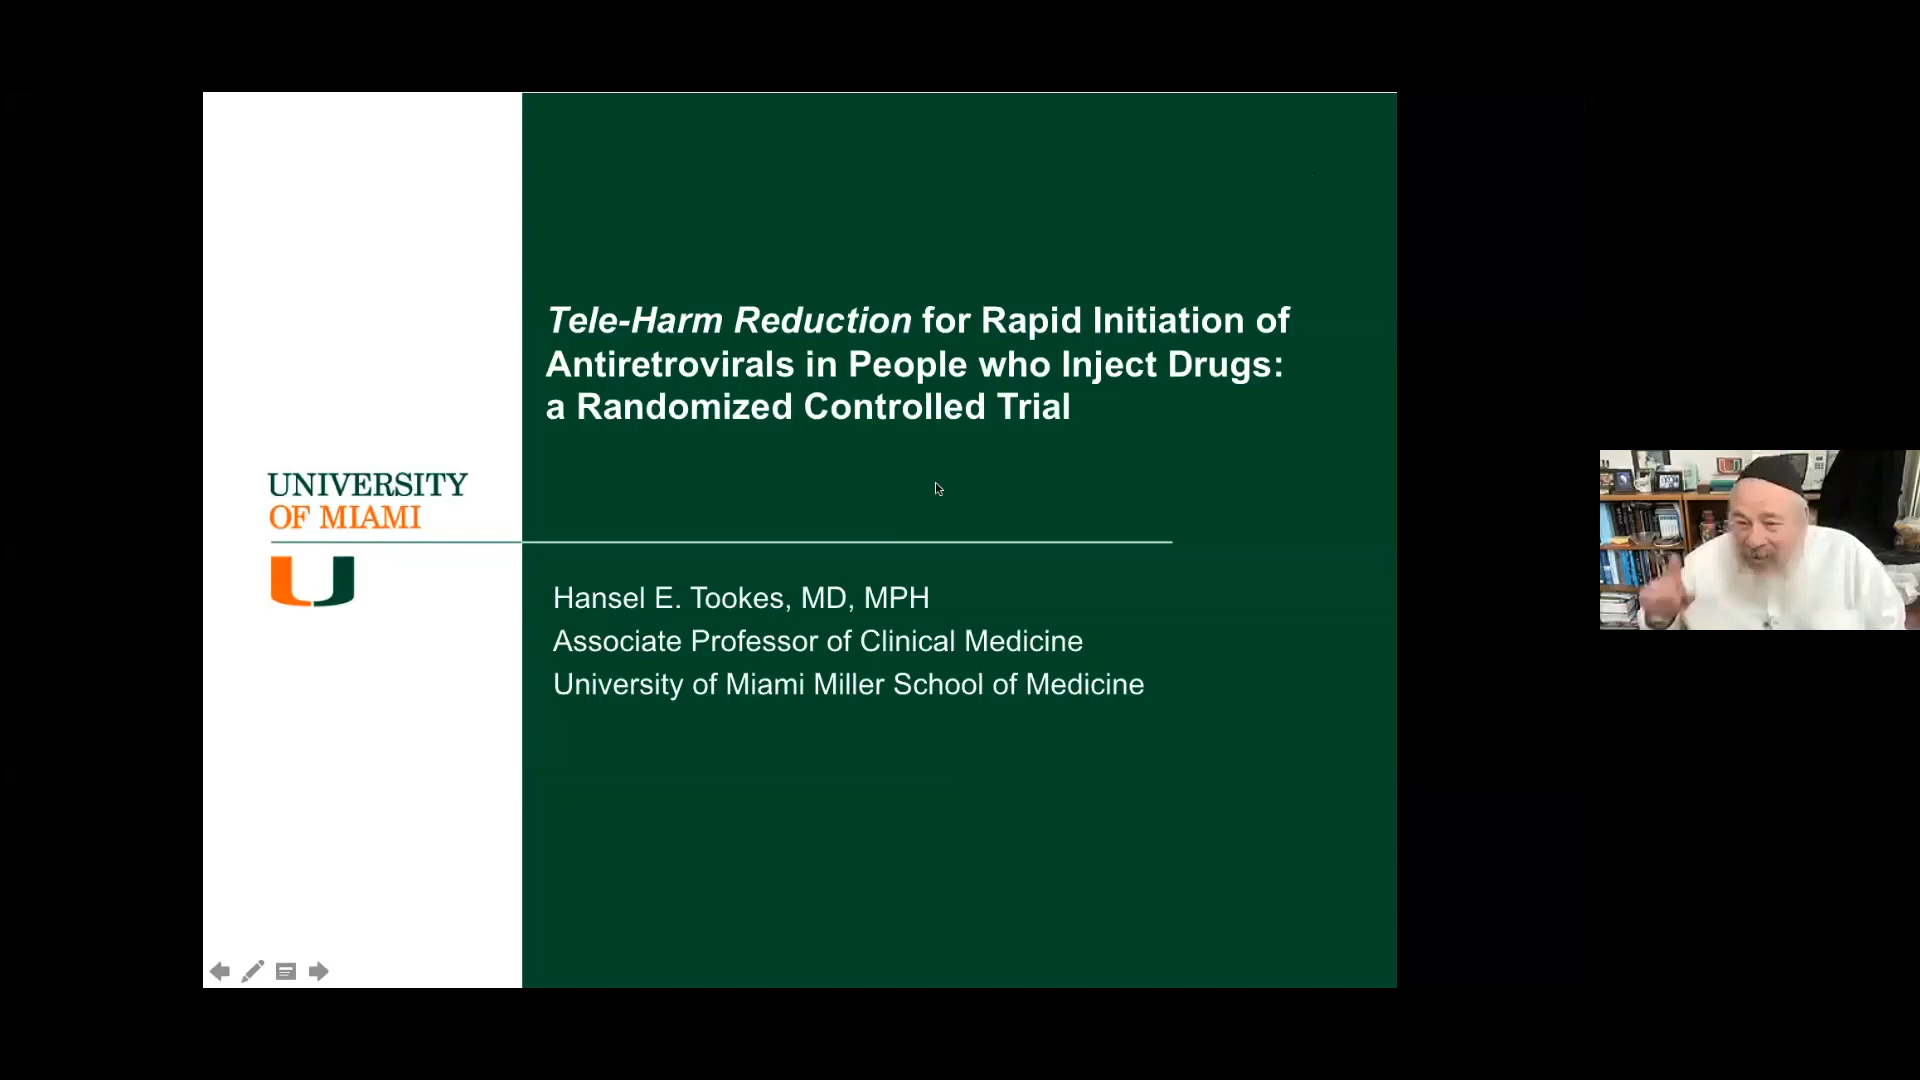 Tele-Harm Reduction for Rapid Initiation of
Antiretrovirals in People who Inject Drugs:
a Randomized Controlled Trial
UNIVERSITY
OF MIAMI
Hansel E. Tookes, MD, MPH
Associate Professor of Clinical Medicine
University of Miami Miller School of Medicine